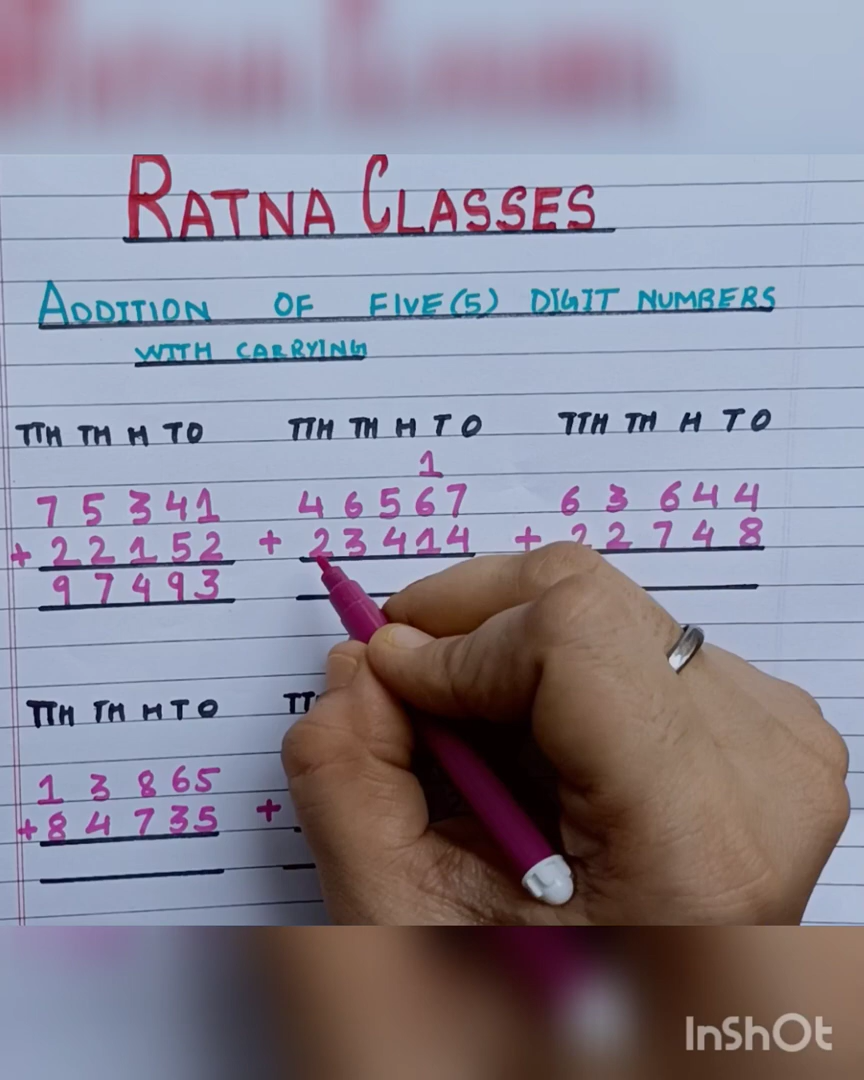 RATNA CLASSES
ADDITION OF FIVE(5) DIGIT NUMBERS
WITH CARRYING
TTH TH H T O TTH TH H T O TTH TH H T O
1
7 5 3 4 1 4 6 5 6 7 6 3 6 4 4
+ 2 2 1 5 2 + 2 3 4 1 4 + 2 2 7 4 8
9 7 4 9 3
TTH TH H T O
1 3 8 6 5
+ 8 4 7 3 5 +
InShOt